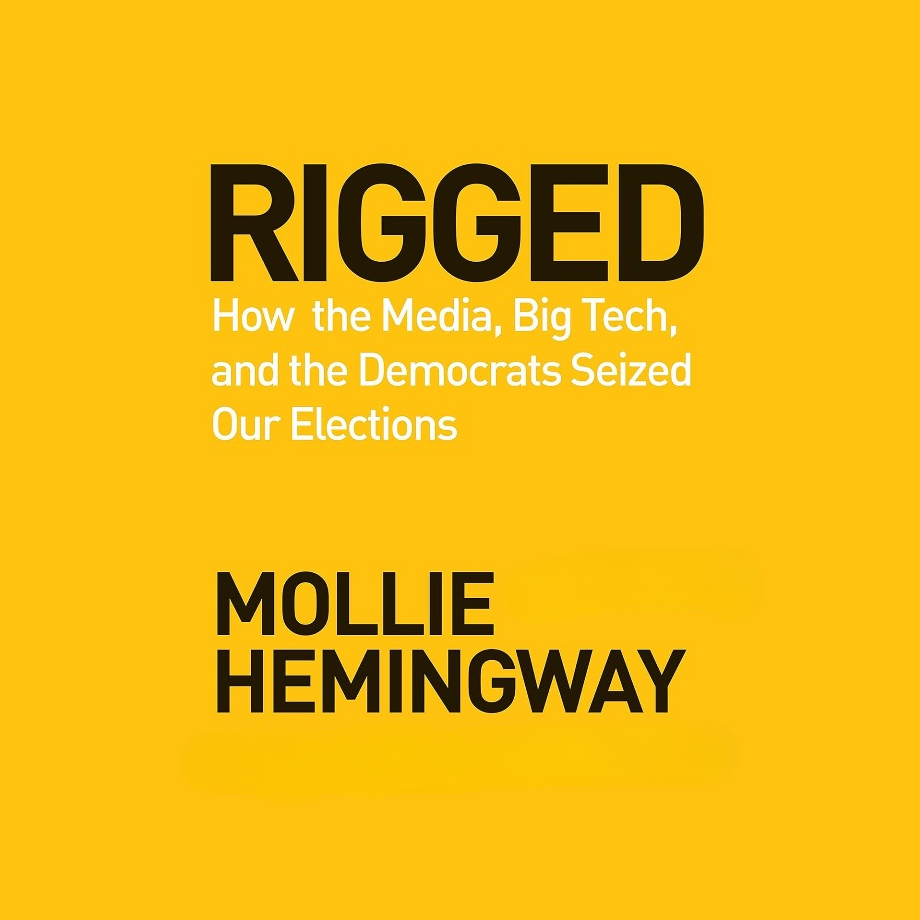 RIGGED
How the Media, Big Tech,
and the Democrats Seized
Our Elections
MOLLIE
HEMINGWAY